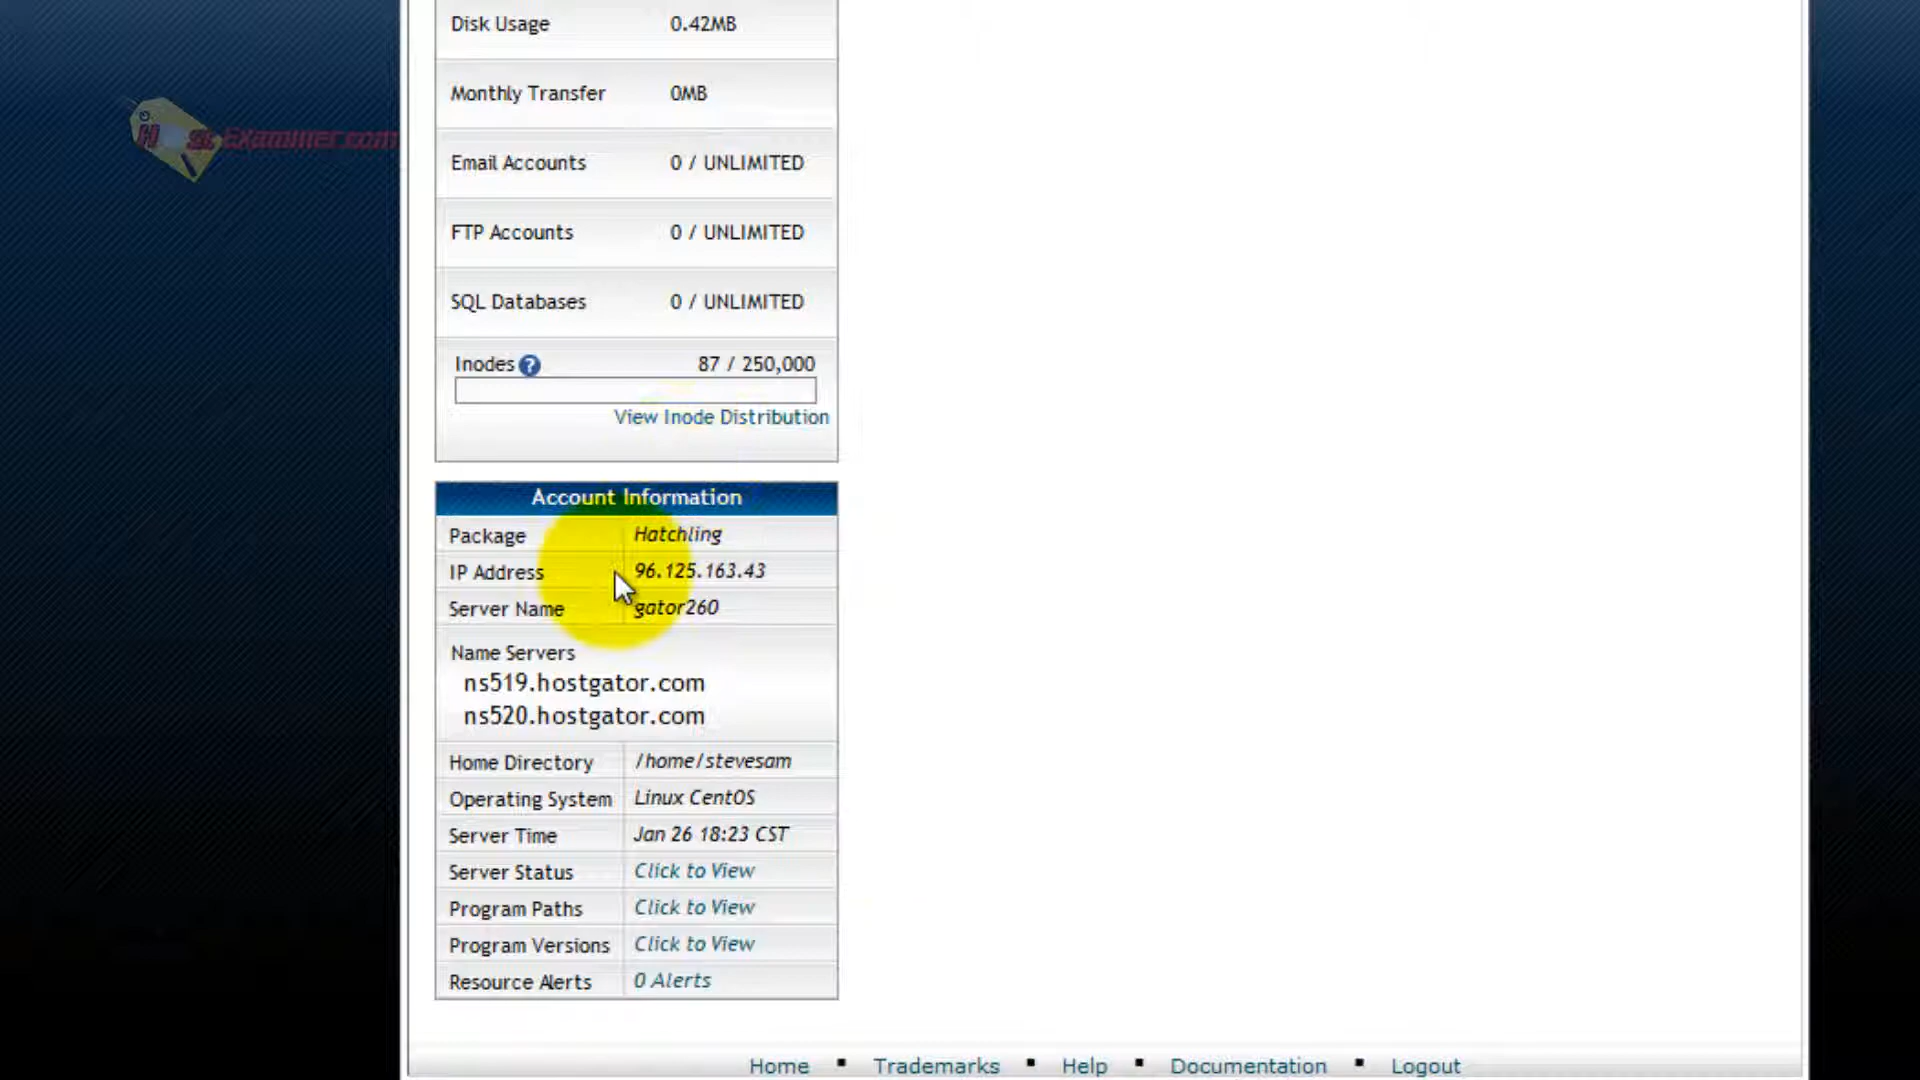 Disk Usage 0.42MB
Monthly Transfer 0MB
Email Accounts 0 / UNLIMITED
FTP Accounts 0 / UNLIMITED
SQL Databases 0 / UNLIMITED
Inodes ? 87 / 250,000
View Inode Distribution
Account Information
Package Hatchling
IP Address 96.125.163.43
Server Name gator260
Name Servers
ns519.hostgator.com
ns520.hostgator.com
Home Directory /home/stevesam
Operating System Linux CentOS
Server Time Jan 26 18:23 CST
Server Status Click to View
Program Paths Click to View
Program Versions Click to View
Resource Alerts 0 Alerts
Home ▪ Trademarks ▪ Help ▪ Documentation ▪ Logout
Examiner.com